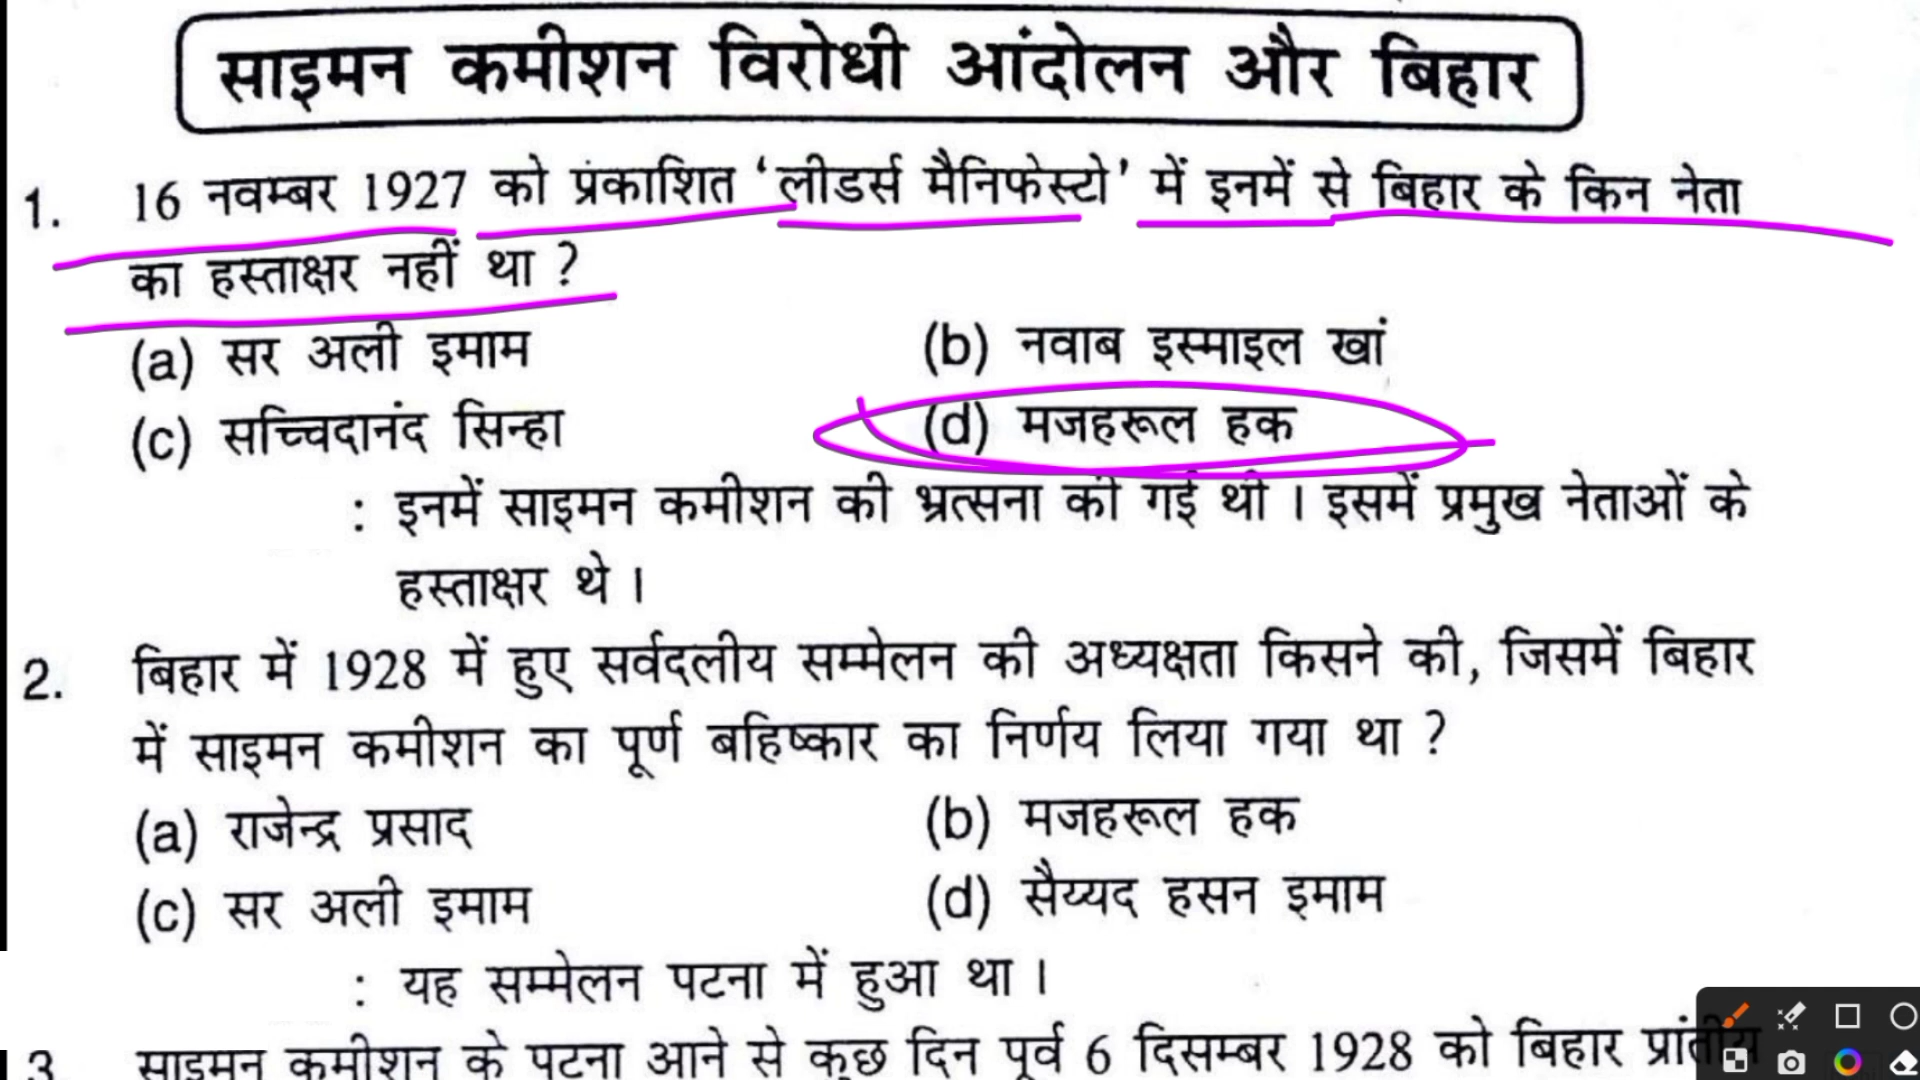 साइमन कमीशन विरोधी आंदोलन और बिहार
1. 16 नवम्बर 1927 को प्रंकाशित ‘लीडर्स मैनिफेस्टो’ में इनमें से बिहार के किन नेता
का हस्ताक्षर नहीं था ?
(a) सर अली इमाम (b) नवाब इस्माइल खां
(c) सच्चिदानंद सिन्हा (d) मजहरूल हक
: इनमें साइमन कमीशन की भ्रत्सना की गई थी । इसमें प्रमुख नेताओं के
हस्ताक्षर थे ।
2. बिहार में 1928 में हुए सर्वदलीय सम्मेलन की अध्यक्षता किसने की, जिसमें बिहार
में साइमन कमीशन का पूर्ण बहिष्कार का निर्णय लिया गया था ?
(a) राजेन्द्र प्रसाद (b) मजहरूल हक
(c) सर अली इमाम (d) सैय्यद हसन इमाम
: यह सम्मेलन पटना में हुआ था ।
3. साइमन कमीशन के पटना आने से कुछ दिन पूर्व 6 दिसम्बर 1928 को बिहार प्रांतीय